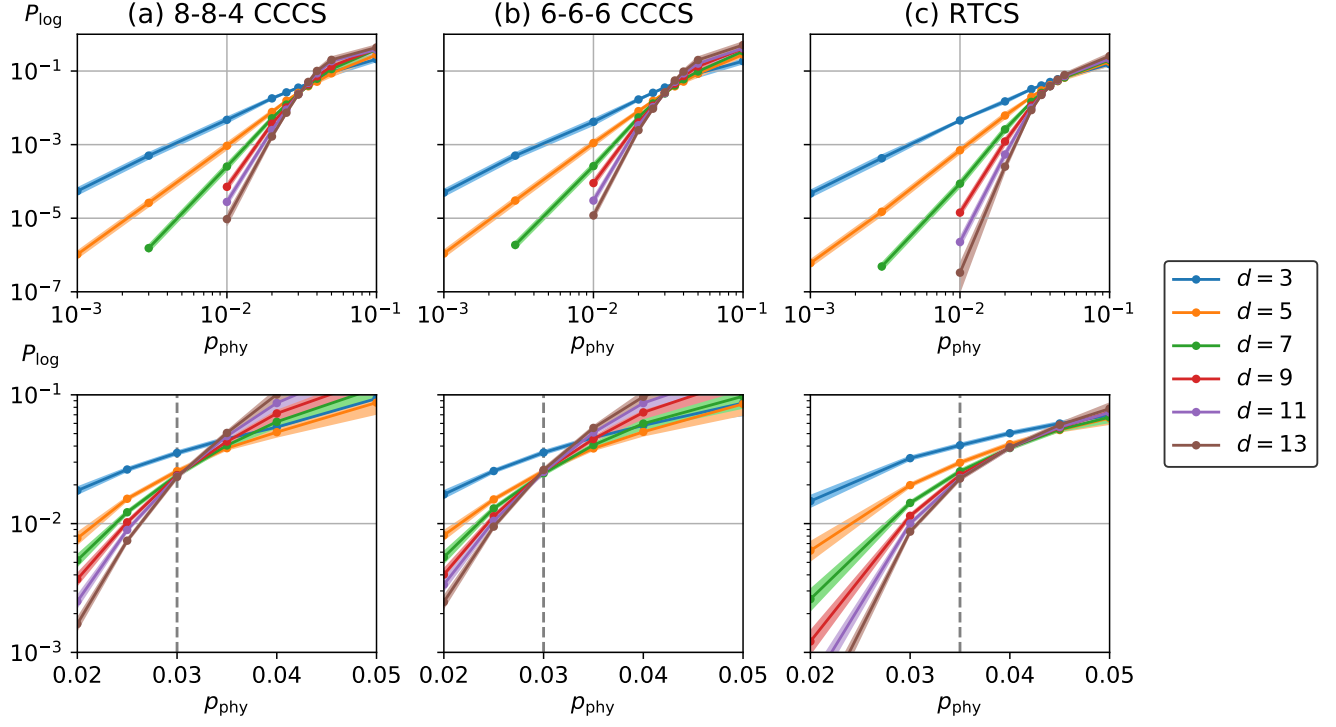 P_log (a) 8-8-4 CCCS (b) 6-6-6 CCCS (c) RTCS
10⁻¹
10⁻³
10⁻⁵
10⁻⁷
10⁻³ 10⁻² 10⁻¹ 10⁻³ 10⁻² 10⁻¹ 10⁻³ 10⁻² 10⁻¹
p_phy p_phy p_phy
d = 3
d = 5
d = 7
d = 9
d = 11
d = 13
P_log
10⁻¹
10⁻²
10⁻³
0.02 0.03 0.04 0.05 0.02 0.03 0.04 0.05 0.02 0.03 0.04 0.05
p_phy p_phy p_phy